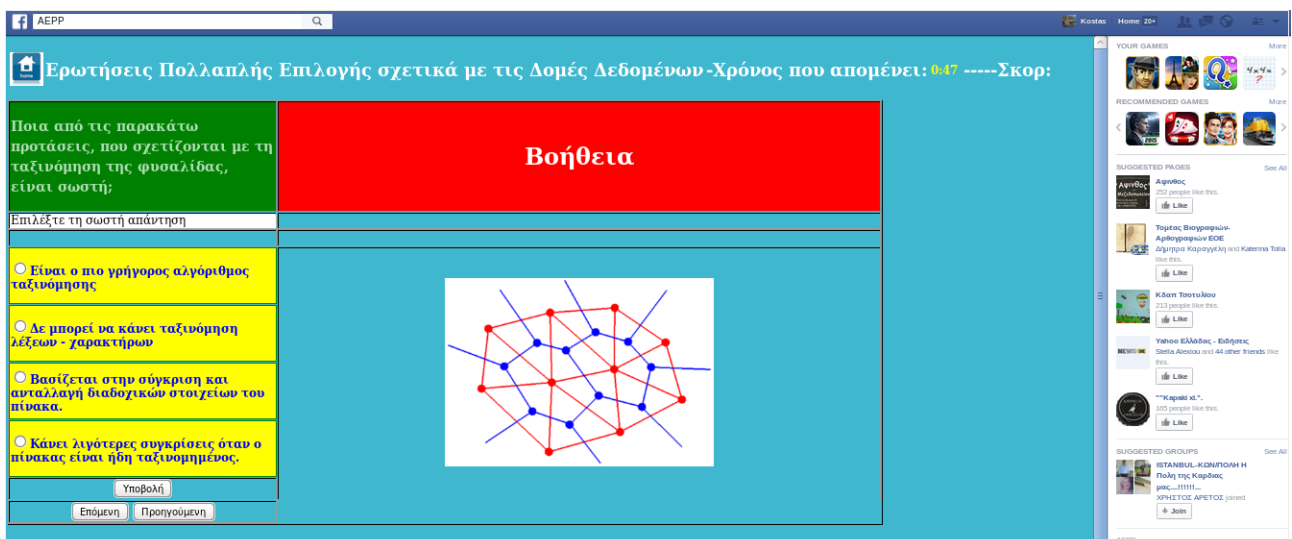 AEPP
Kostas Home 20+
Ερωτήσεις Πολλαπλής Επιλογής σχετικά με τις Δομές Δεδομένων -Χρόνος που απομένει: 0:47 -----Σκορ:
Ποια από τις παρακάτω
προτάσεις, που σχετίζονται με τη
ταξινόμηση της φυσαλίδας,
είναι σωστή;
Βοήθεια
Επιλέξτε τη σωστή απάντηση
Είναι ο πιο γρήγορος αλγόριθμος
ταξινόμησης
Δε μπορεί να κάνει ταξινόμηση
λέξεων - χαρακτήρων
Βασίζεται στην σύγκριση και
ανταλλαγή διαδοχικών στοιχείων του
πίνακα.
Κάνει λιγότερες συγκρίσεις όταν ο
πίνακας είναι ήδη ταξινομημένος.
Υποβολή
Επόμενη Προηγούμενη
YOUR GAMES More
RECOMMENDED GAMES More
SUGGESTED PAGES See All
Αψινθος
252 people like this.
Like
Τομέας Βιογραφιών-
Αρθογραφιών ΕΟΕ
Δήμητρα Καραγγέλη and Katerina Tolia
like this.
Like
Κδαπ Τσοτυλίου
213 people like this.
Like
Yahoo Ελλάδας - Ειδήσεις
Stella Alexiou and 44 other friends like
this.
Like
""Kapaki xl.".
165 people like this.
Like
SUGGESTED GROUPS See All
ISTANBUL-ΚΩΝ/ΠΟΛΗ Η
Πολη της Καρδιας
μας....!!!!!!...
ΧΡΗΣΤΟΣ ΑΡΕΤΟΣ joined
+ Join